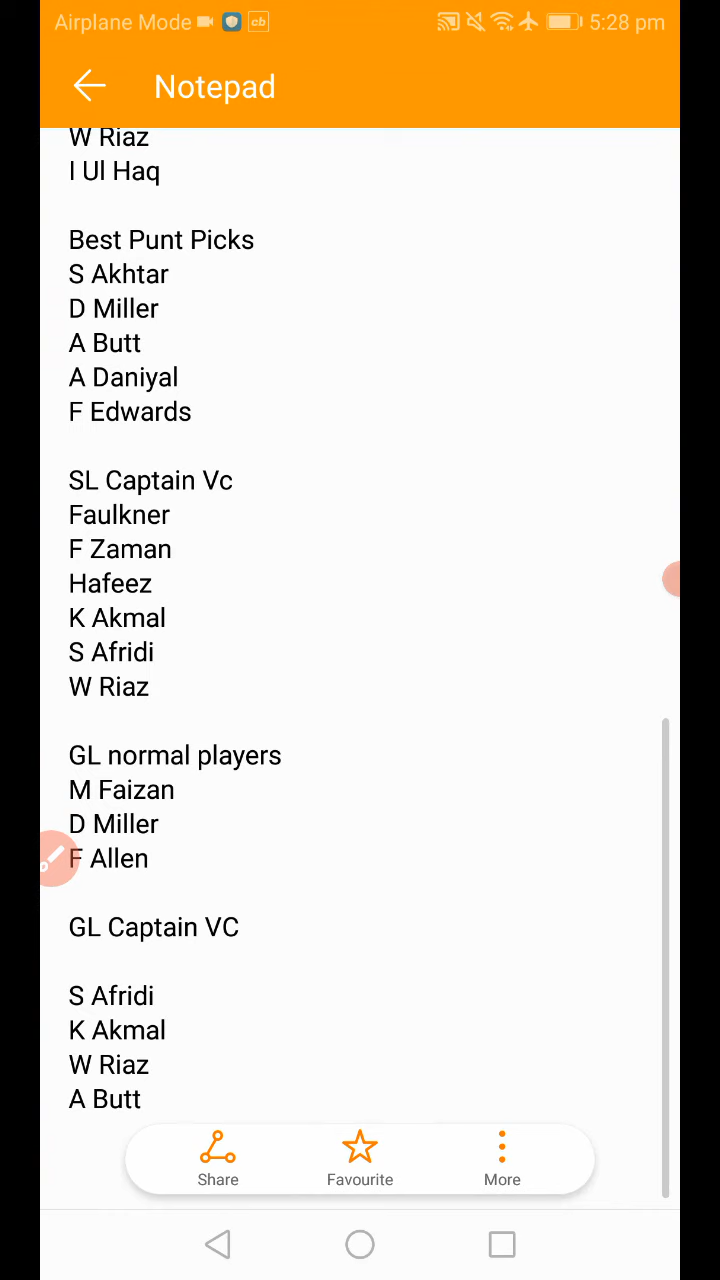 Airplane Mode cb 5:28 pm
Notepad
W Riaz
I Ul Haq
Best Punt Picks
S Akhtar
D Miller
A Butt
A Daniyal
F Edwards
SL Captain Vc
Faulkner
F Zaman
Hafeez
K Akmal
S Afridi
W Riaz
GL normal players
M Faizan
D Miller
F Allen
GL Captain VC
S Afridi
K Akmal
W Riaz
A Butt
Share Favourite More